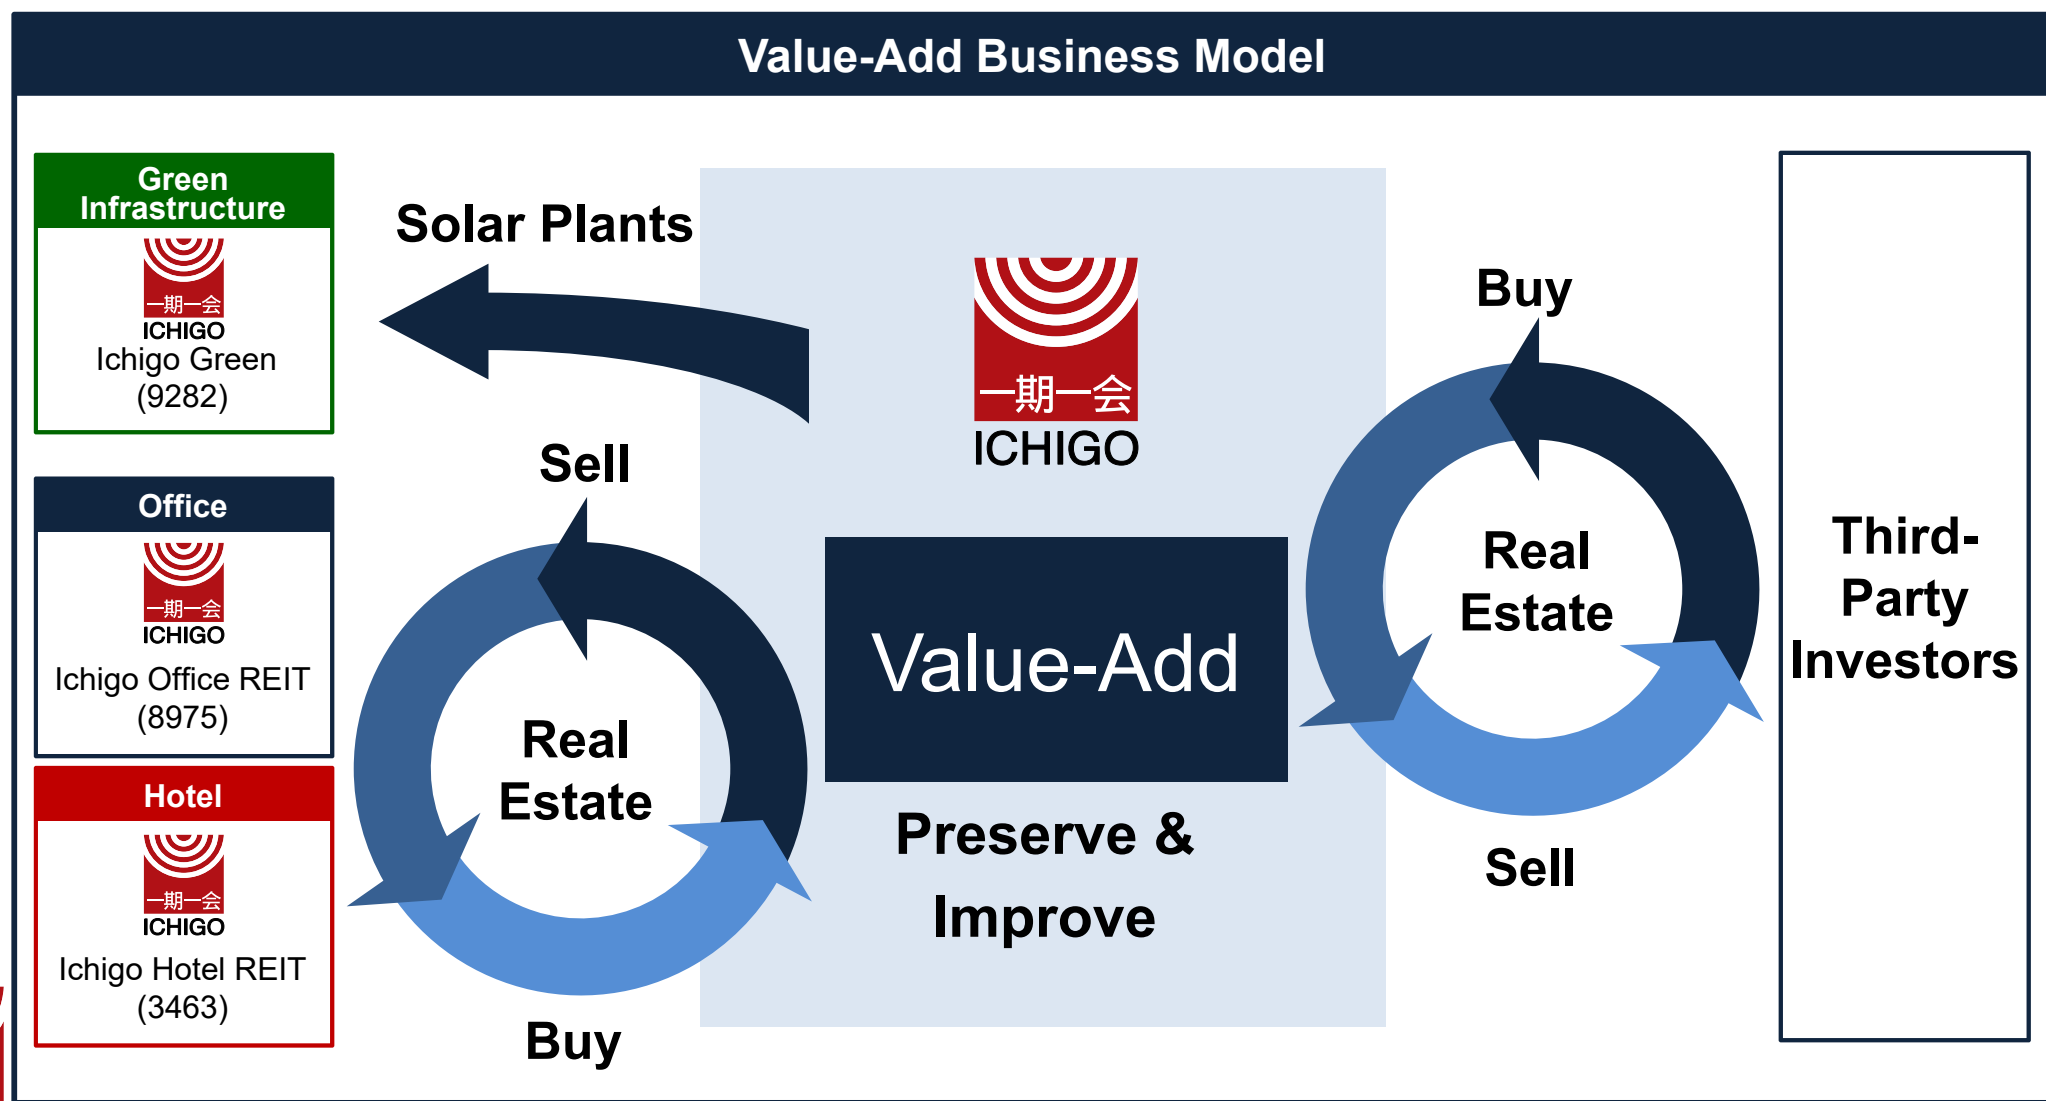 Value-Add Business Model
Green
Infrastructure
一期一会
ICHIGO
Ichigo Green
(9282)
Office
一期一会
ICHIGO
Ichigo Office REIT
(8975)
Hotel
一期一会
ICHIGO
Ichigo Hotel REIT
(3463)
Solar Plants
Sell
Real
Estate
Buy
一期一会
ICHIGO
Value-Add
Preserve &
Improve
Buy
Real
Estate
Sell
Third-
Party
Investors